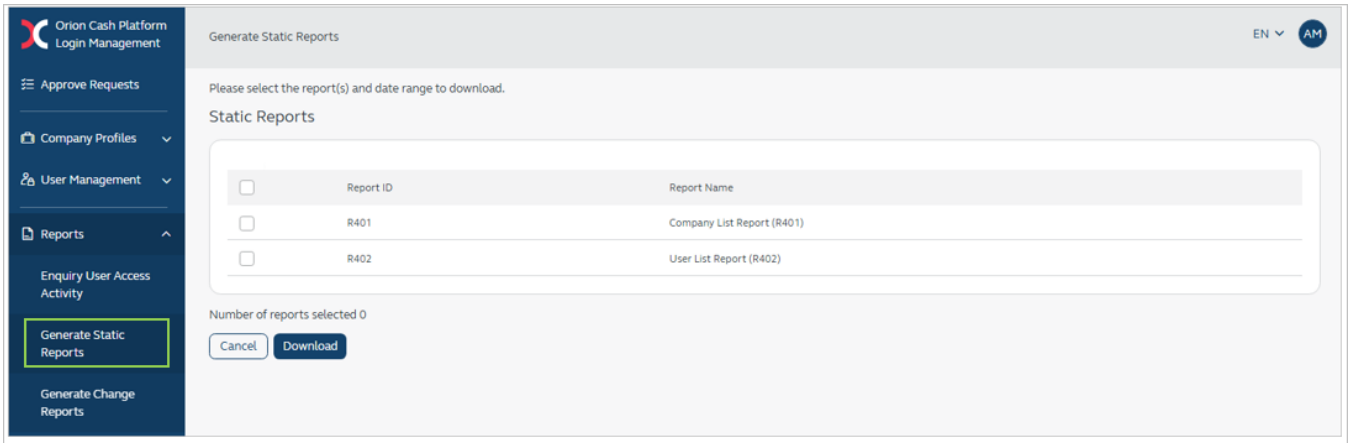 Orion Cash Platform
Login Management
Approve Requests
Company Profiles
User Management
Reports
Enquiry User Access
Activity
Generate Static
Reports
Generate Change
Reports
Generate Static Reports
EN
AM
Please select the report(s) and date range to download.
Static Reports
Report ID Report Name
R401 Company List Report (R401)
R402 User List Report (R402)
Number of reports selected 0
Cancel Download